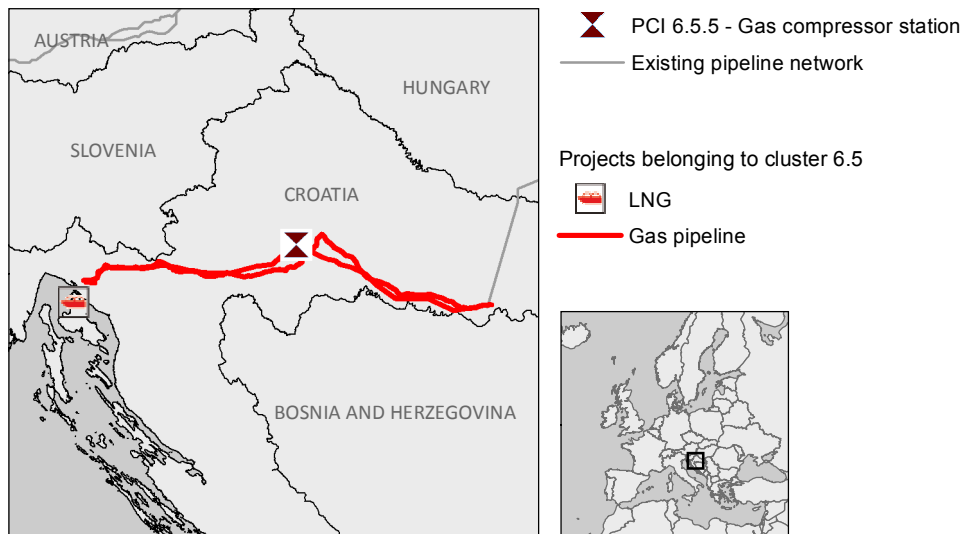 AUSTRIA
HUNGARY
SLOVENIA
CROATIA
BOSNIA AND HERZEGOVINA
PCI 6.5.5 - Gas compressor station
Existing pipeline network
Projects belonging to cluster 6.5
LNG
Gas pipeline